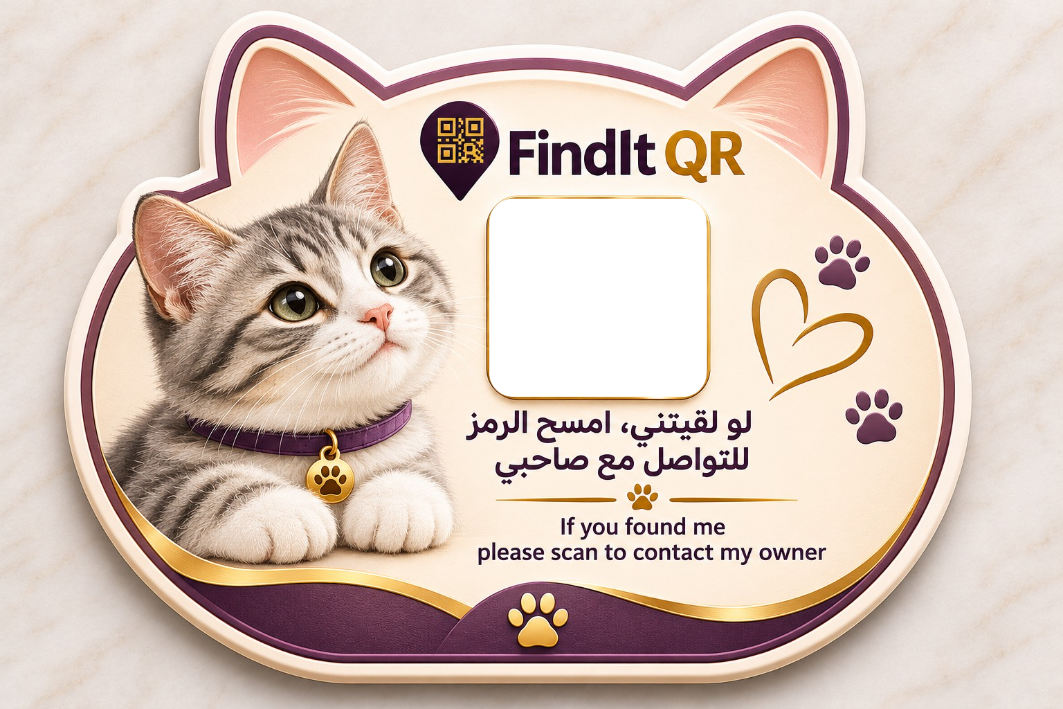 FindIt QR
لو لقيتني، امسح الرمز
للتواصل مع صاحبي
If you found me
please scan to contact my owner